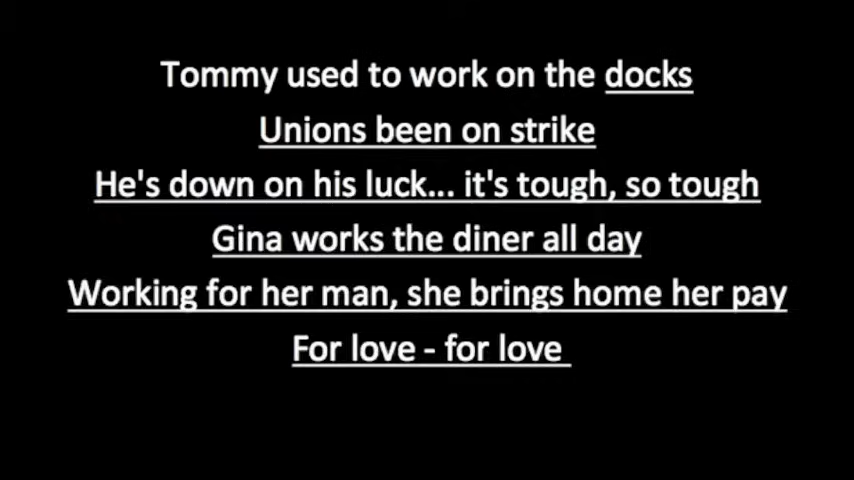 Tommy used to work on the docks
Unions been on strike
He's down on his luck... it's tough, so tough
Gina works the diner all day
Working for her man, she brings home her pay
For love - for love